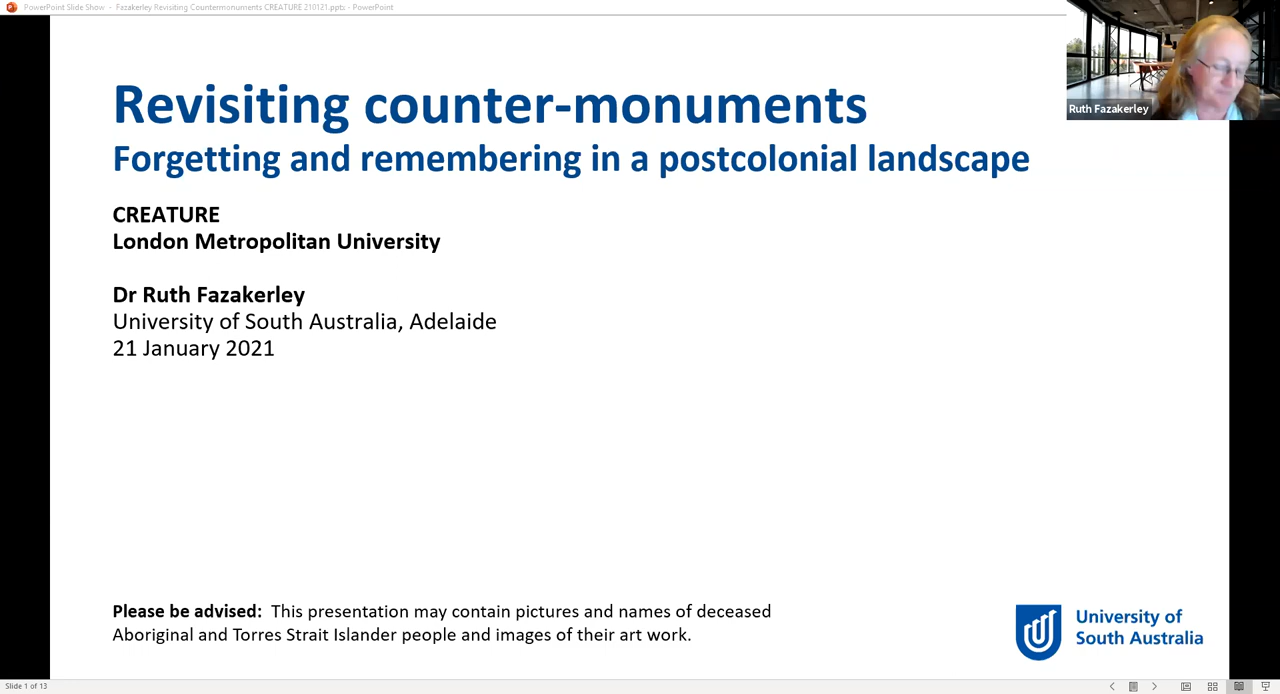 PowerPoint Slide Show - Fazakerley Revisiting Countermonuments CREATURE 210121.pptx - PowerPoint
Ruth Fazakerley
Revisiting counter-monuments
Forgetting and remembering in a postcolonial landscape
CREATURE
London Metropolitan University
Dr Ruth Fazakerley
University of South Australia, Adelaide
21 January 2021
Please be advised: This presentation may contain pictures and names of deceased
Aboriginal and Torres Strait Islander people and images of their art work.
University of
South Australia
Slide 1 of 13